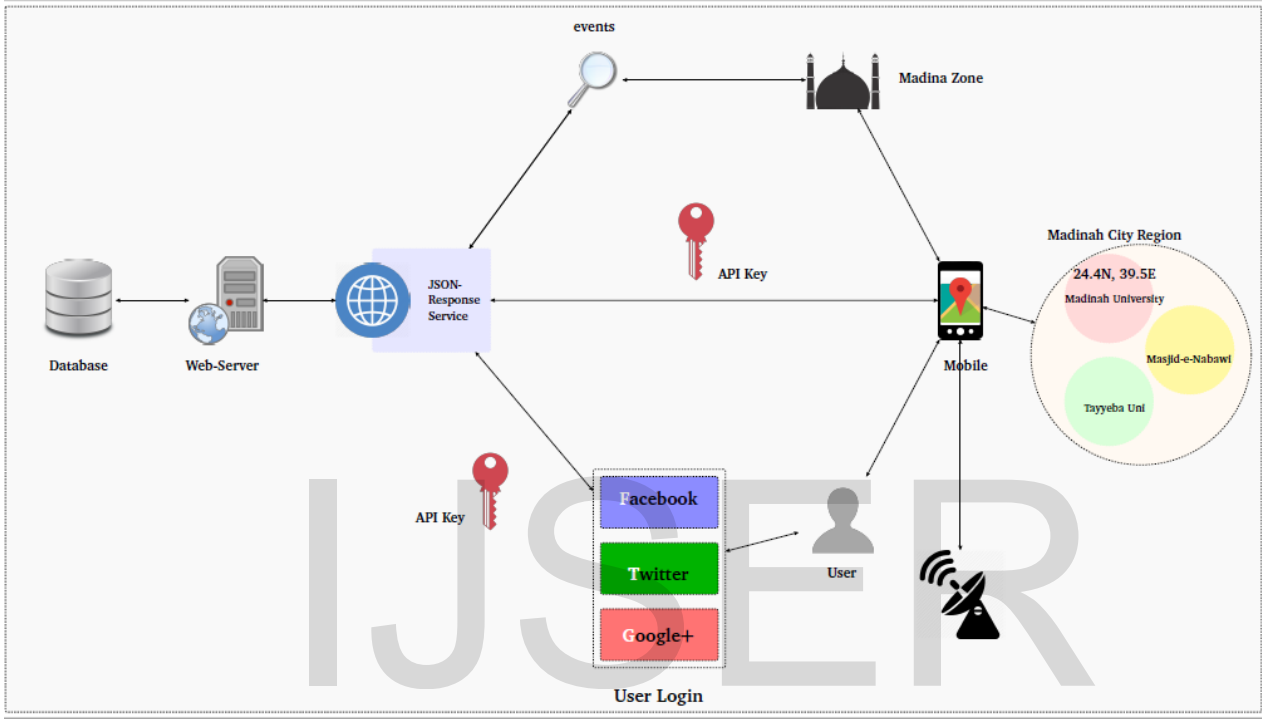 events
Madina Zone
API Key
Madinah City Region
24.4N, 39.5E
Madinah University
Masjid-e-Nabawi
Tayyeba Uni
JSON-
Response
Service
Database
Web-Server
Mobile
API Key
Facebook
Twitter
Google+
User
User Login
IJSER